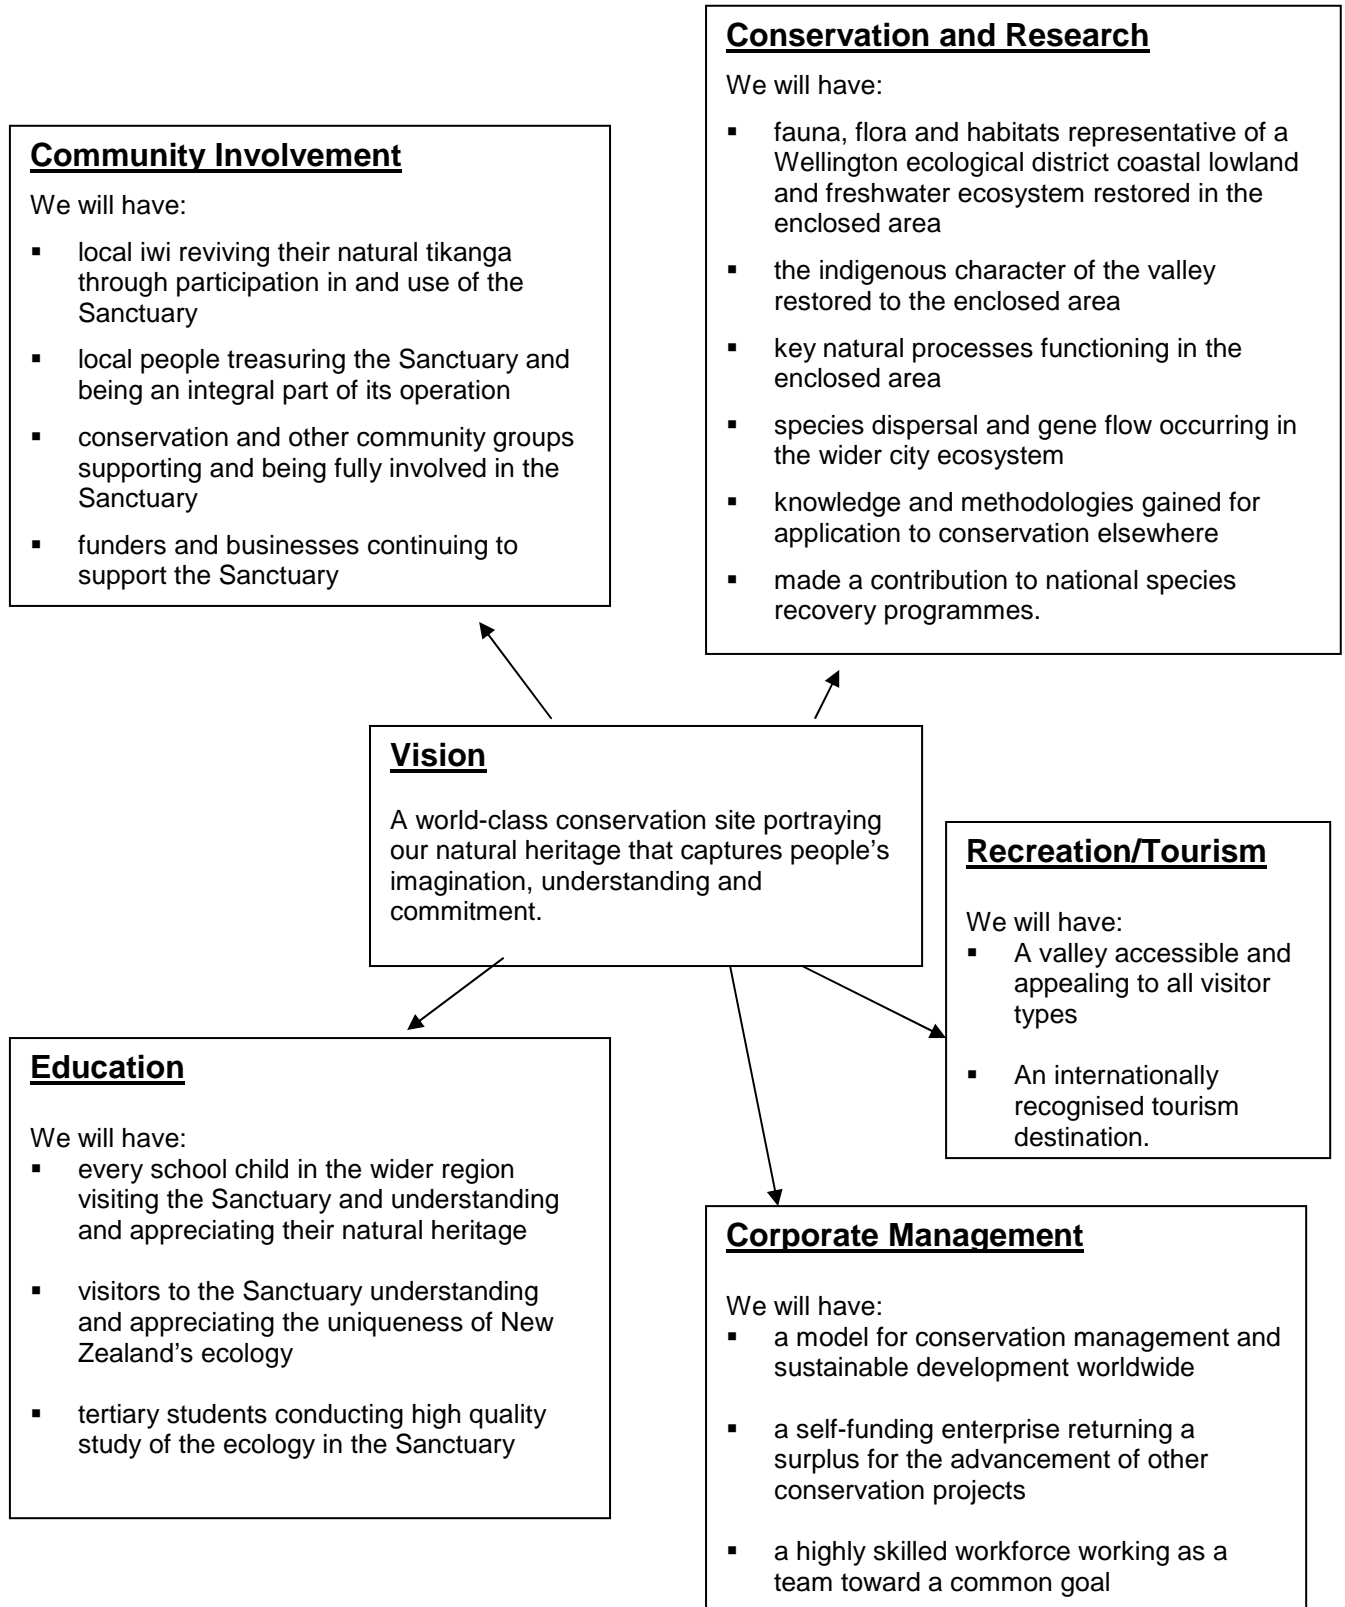 Conservation and Research
We will have:
▪ fauna, flora and habitats representative of a
Wellington ecological district coastal lowland
and freshwater ecosystem restored in the
enclosed area
▪ the indigenous character of the valley
restored to the enclosed area
▪ key natural processes functioning in the
enclosed area
▪ species dispersal and gene flow occurring in
the wider city ecosystem
▪ knowledge and methodologies gained for
application to conservation elsewhere
▪ made a contribution to national species
recovery programmes.
Community Involvement
We will have:
▪ local iwi reviving their natural tikanga
through participation in and use of the
Sanctuary
▪ local people treasuring the Sanctuary and
being an integral part of its operation
▪ conservation and other community groups
supporting and being fully involved in the
Sanctuary
▪ funders and businesses continuing to
support the Sanctuary
Vision
A world-class conservation site portraying
our natural heritage that captures people’s
imagination, understanding and
commitment.
Recreation/Tourism
We will have:
▪ A valley accessible and
appealing to all visitor
types
▪ An internationally
recognised tourism
destination.
Education
We will have:
▪ every school child in the wider region
visiting the Sanctuary and understanding
and appreciating their natural heritage
▪ visitors to the Sanctuary understanding
and appreciating the uniqueness of New
Zealand’s ecology
▪ tertiary students conducting high quality
study of the ecology in the Sanctuary
Corporate Management
We will have:
▪ a model for conservation management and
sustainable development worldwide
▪ a self-funding enterprise returning a
surplus for the advancement of other
conservation projects
▪ a highly skilled workforce working as a
team toward a common goal